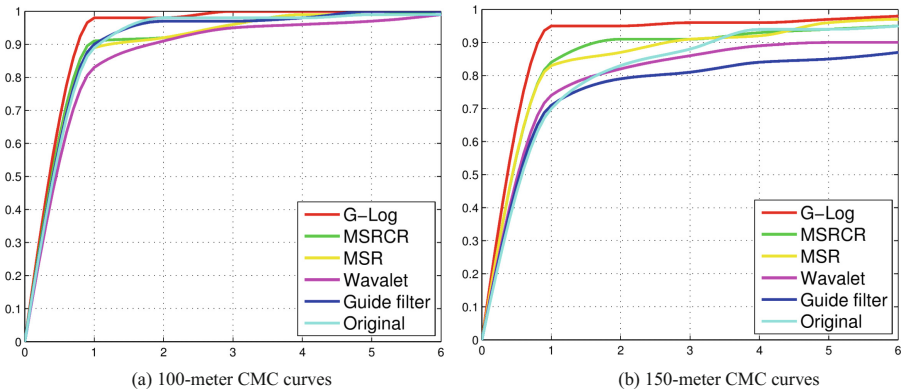 1
0.9
0.8
0.7
0.6
0.5
0.4
0.3
0.2
0.1
0
0 1 2 3 4 5 6
G-Log
MSRCR
MSR
Wavalet
Guide filter
Original
(a) 100-meter CMC curves
1
0.9
0.8
0.7
0.6
0.5
0.4
0.3
0.2
0.1
0
0 1 2 3 4 5 6
G-Log
MSRCR
MSR
Wavalet
Guide filter
Original
(b) 150-meter CMC curves